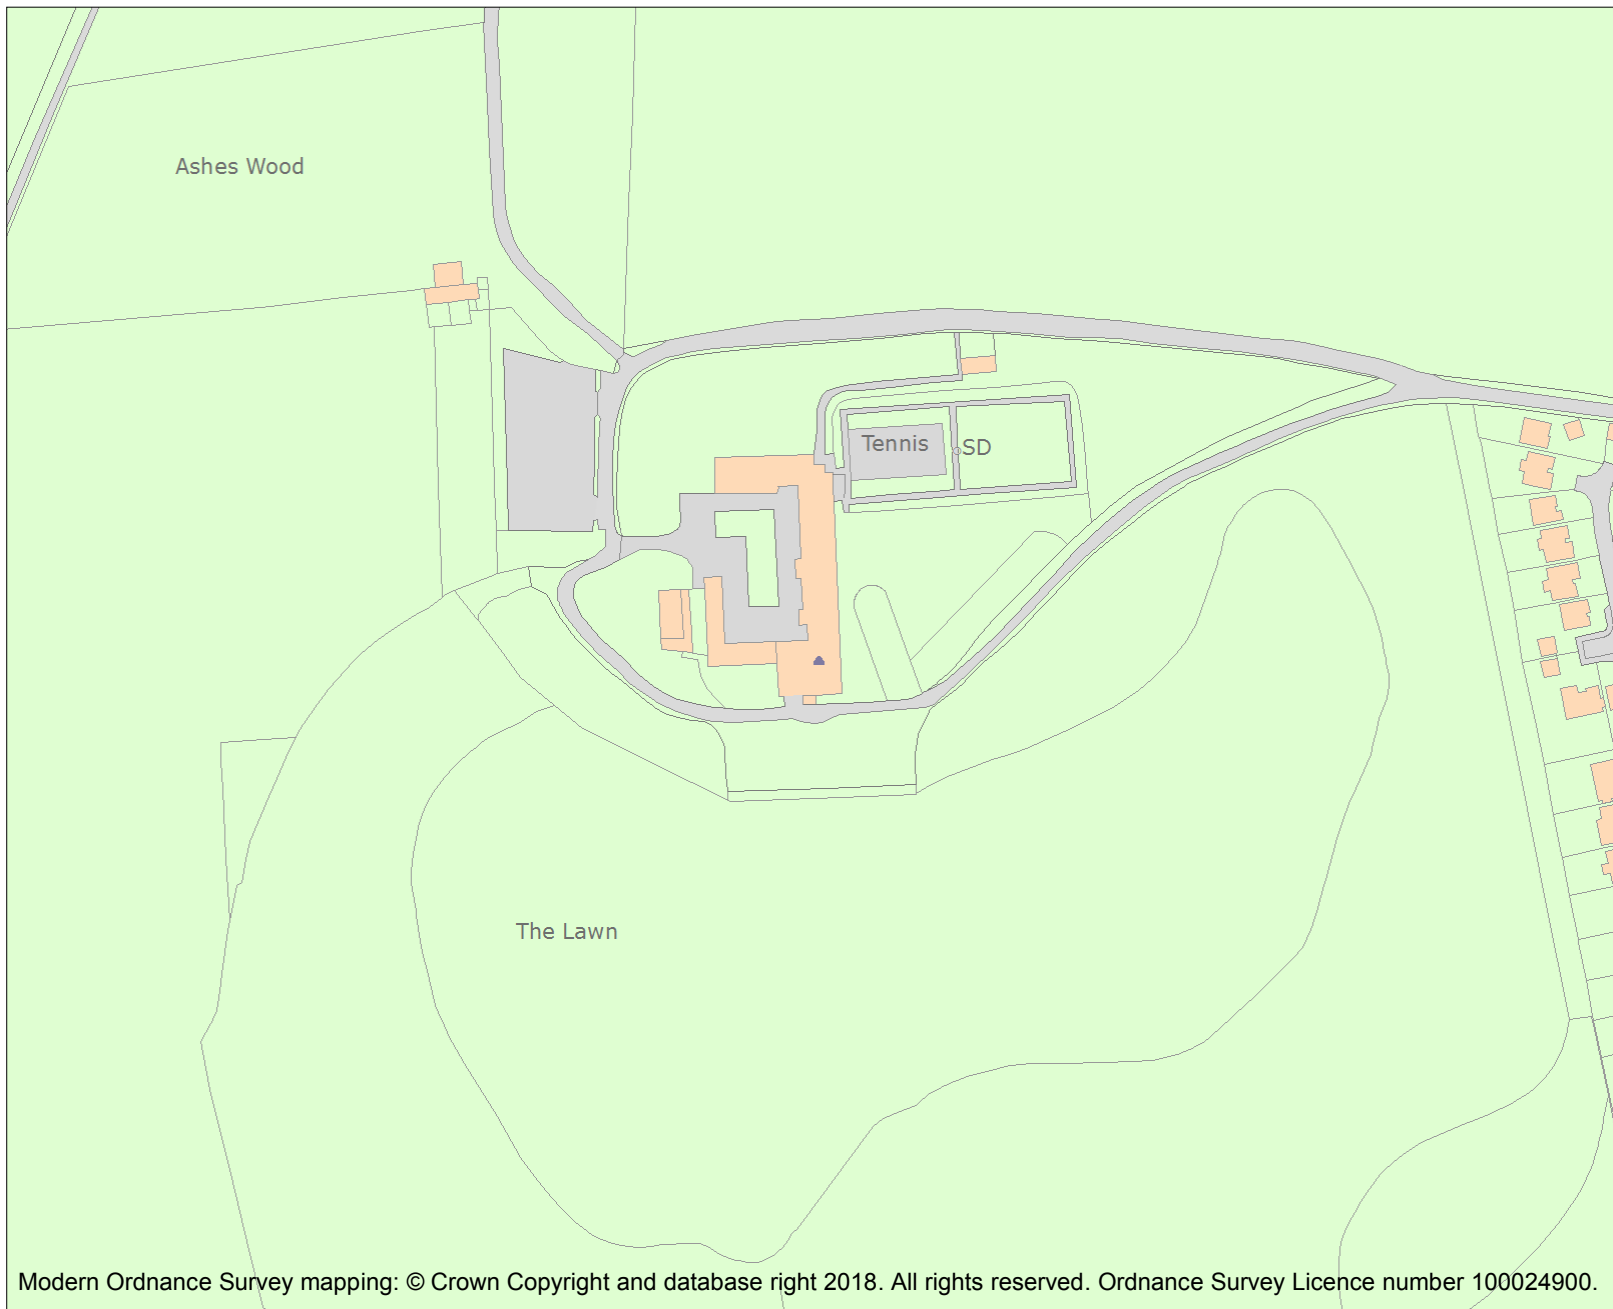 Ashes Wood
Tennis
SD
The Lawn
Modern Ordnance Survey mapping: © Crown Copyright and database right 2018. All rights reserved. Ordnance Survey Licence number 100024900.